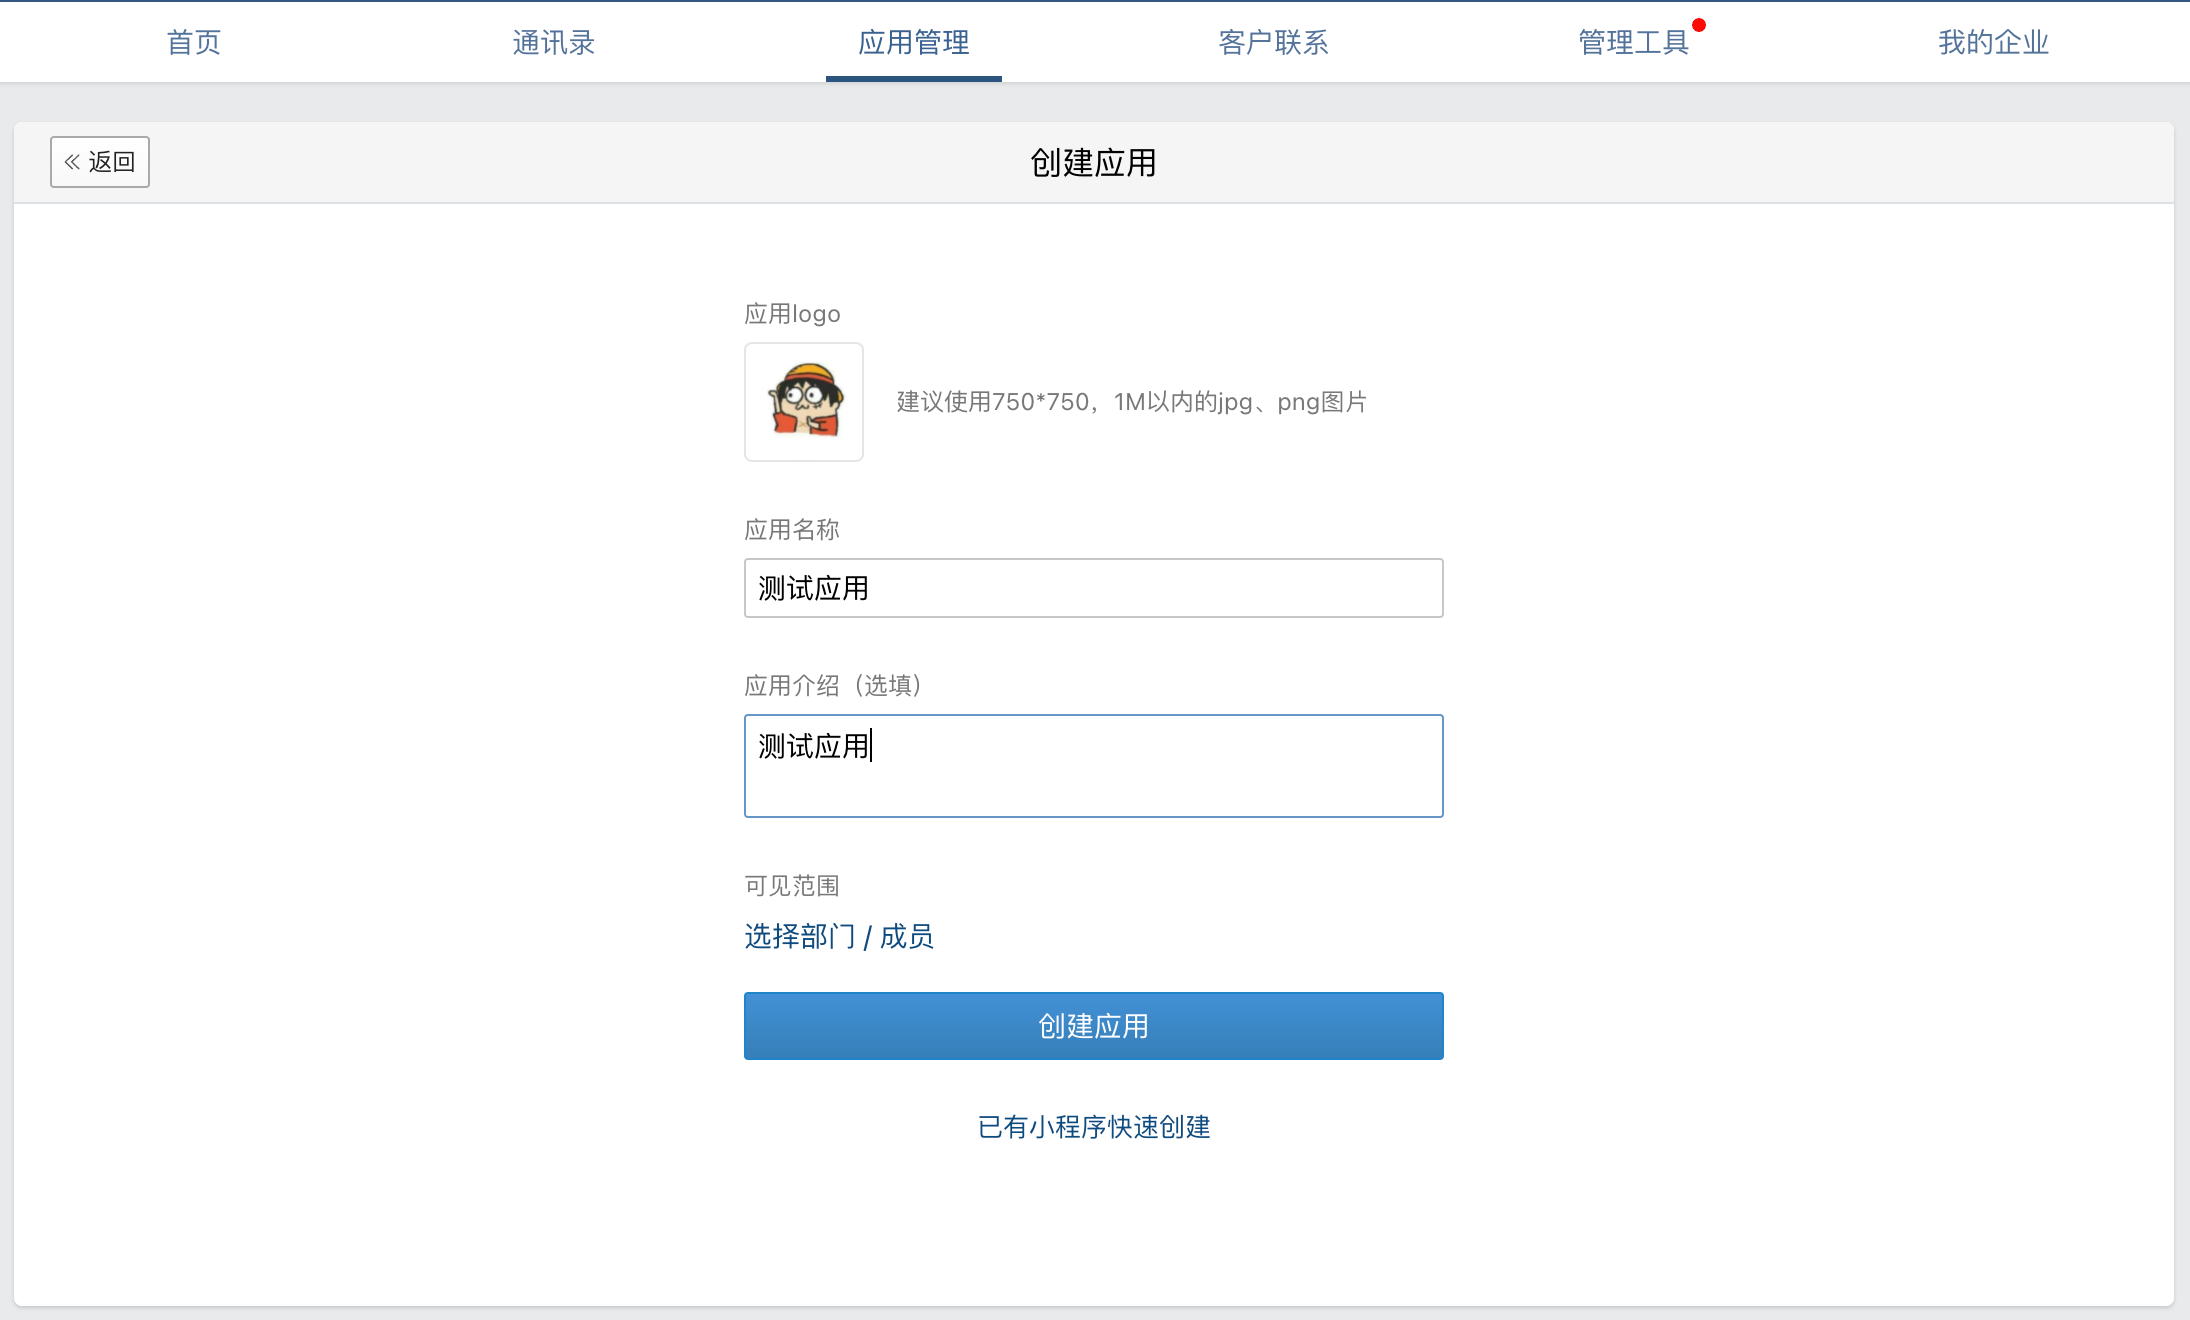 首页 通讯录 应用管理 客户联系 管理工具 我的企业
« 返回
创建应用
应用logo
建议使用750*750，1M以内的jpg、png图片
应用名称
测试应用
应用介绍（选填）
测试应用
可见范围
选择部门 / 成员
创建应用
已有小程序快速创建